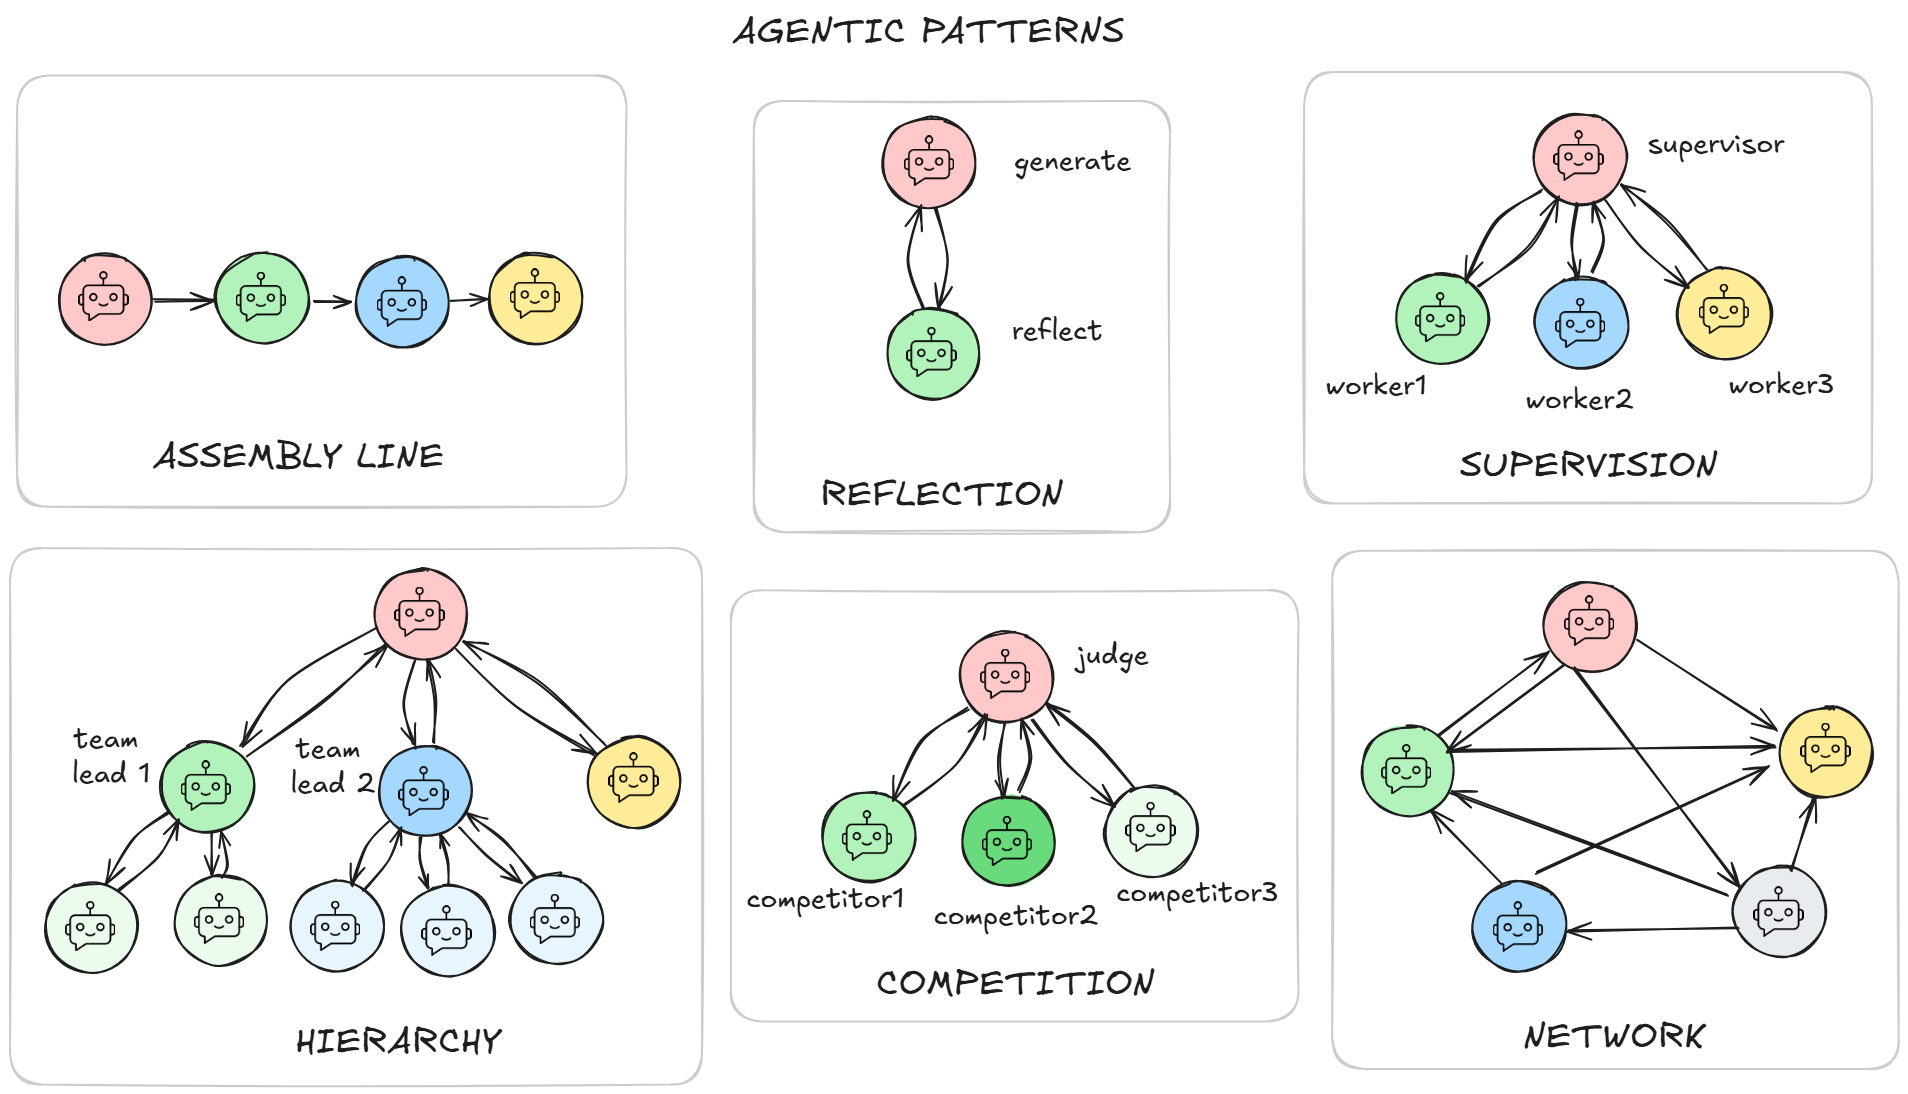 AGENTIC PATTERNS
ASSEMBLY LINE
generate
reflect
REFLECTION
supervisor
worker1
worker2
worker3
SUPERVISION
team
lead 1
team
lead 2
HIERARCHY
judge
competitor1
competitor2
competitor3
COMPETITION
NETWORK